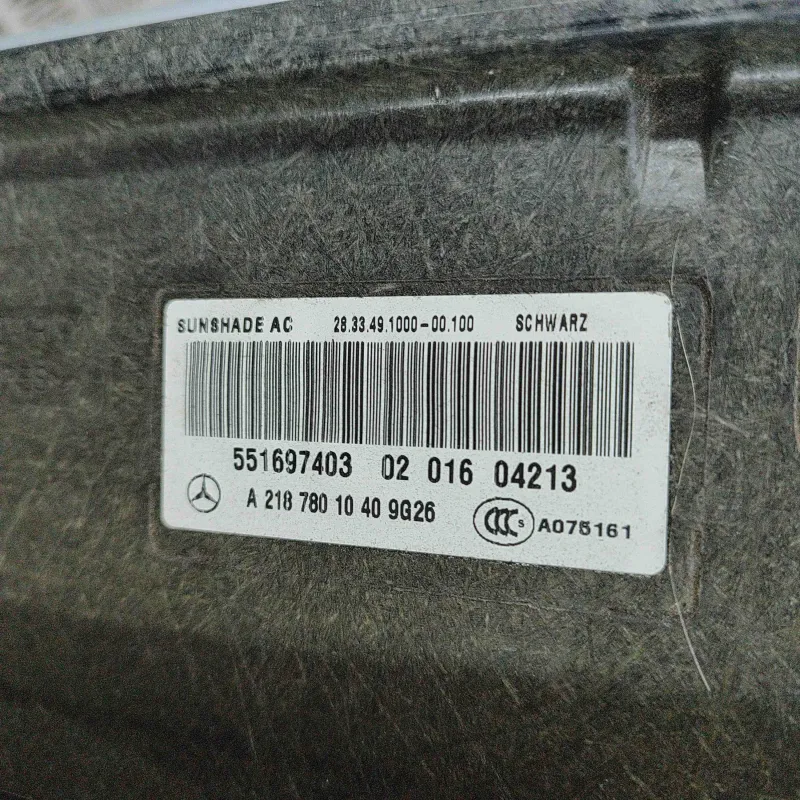 SUNSHADE AC 28.33.49.1000-00.100 SCHWARZ
551697403 02 016 04213
A 218 780 10 40 9G26 CCC S A075161